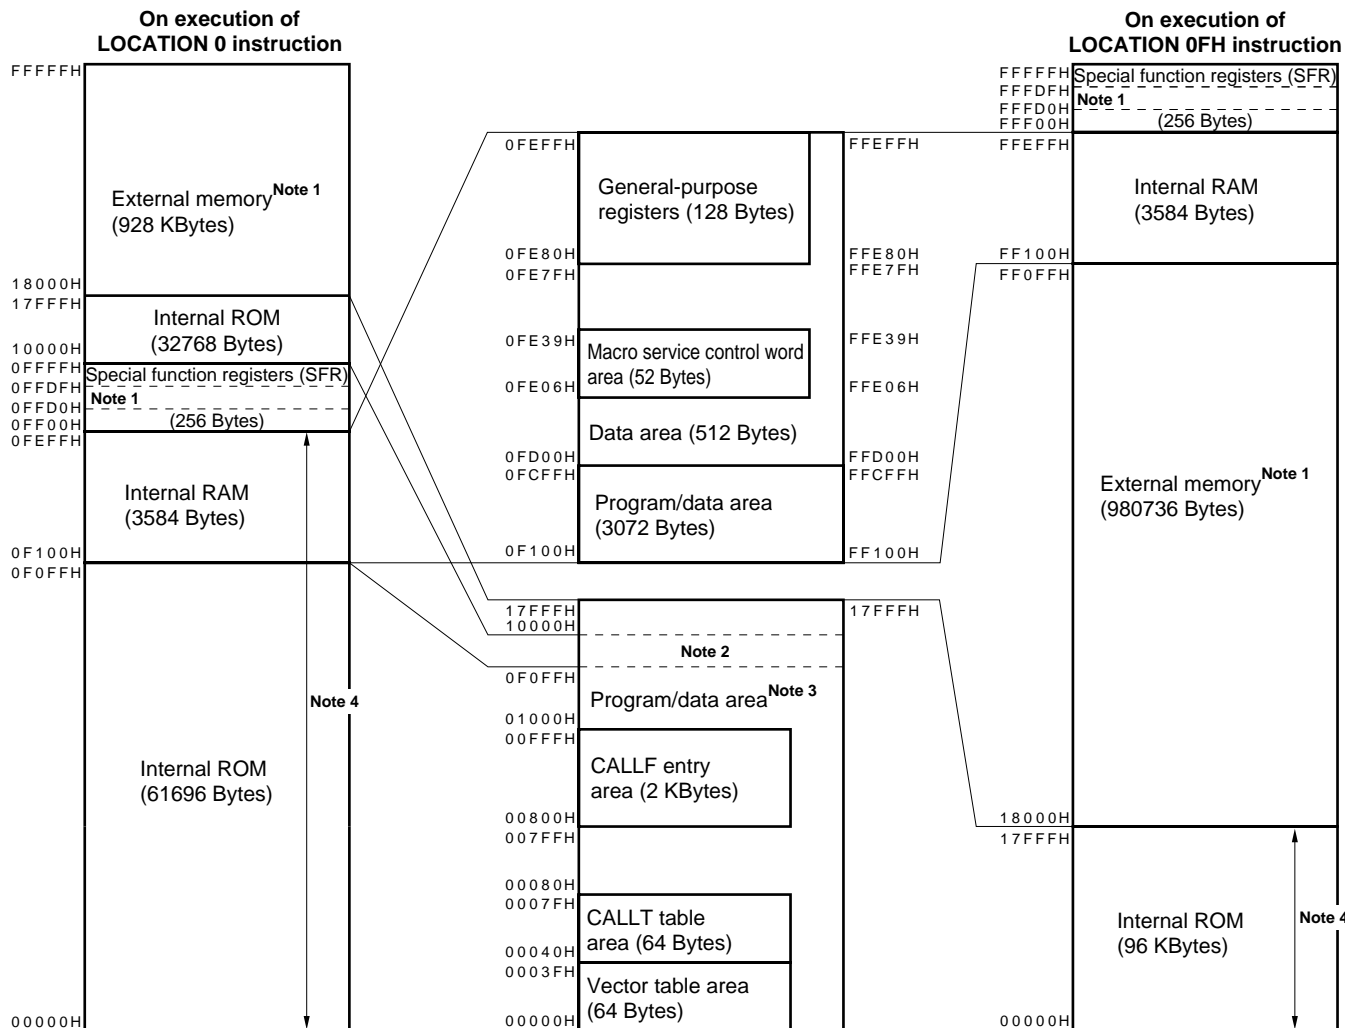 On execution of
LOCATION 0 instruction
FFFFFH
External memory Note 1
(928 KBytes)
18000H
17FFFH
Internal ROM
(32768 Bytes)
10000H
0FFFFH
Special function registers (SFR)
0FFDFH
Note 1
0FFD0H
0FF00H
(256 Bytes)
0FEFFH
Internal RAM
(3584 Bytes)
0F100H
0F0FFH
Note 4
Internal ROM
(61696 Bytes)
00000H
0FEFFH
FFEFFH
General-purpose
registers (128 Bytes)
0FE80H
FFE80H
0FE7FH
FFE7FH
0FE39H
FFE39H
Macro service control word
area (52 Bytes)
0FE06H
FFE06H
Data area (512 Bytes)
0FD00H
FFD00H
0FCFFH
FFCFFH
Program/data area
(3072 Bytes)
0F100H
FF100H
17FFFH
17FFFH
10000H
Note 2
0F0FFH
Program/data area Note 3
01000H
00FFFH
CALLF entry
area (2 KBytes)
00800H
007FFH
00080H
0007FH
CALLT table
area (64 Bytes)
00040H
0003FH
Vector table area
(64 Bytes)
00000H
On execution of
LOCATION 0FH instruction
FFFFFH
Special function registers (SFR)
FFFDFH
Note 1
FFFD0H
FFF00H
(256 Bytes)
FFEFFH
Internal RAM
(3584 Bytes)
FF100H
FF0FFH
External memory Note 1
(980736 Bytes)
18000H
17FFFH
Internal ROM
(96 KBytes)
Note 4
00000H